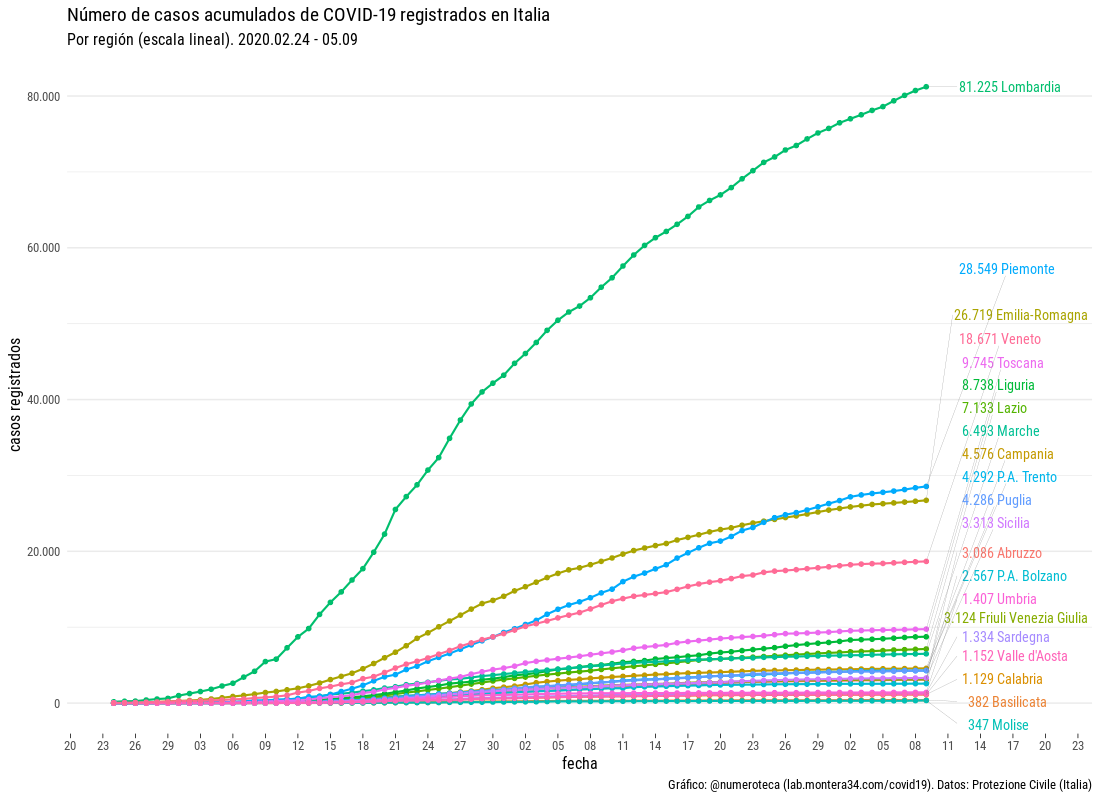 Número de casos acumulados de COVID-19 registrados en Italia
Por región (escala lineal). 2020.02.24 - 05.09
casos registrados
80.000
60.000
40.000
20.000
0
81.225 Lombardia
28.549 Piemonte
26.719 Emilia-Romagna
18.671 Veneto
9.745 Toscana
8.738 Liguria
7.133 Lazio
6.493 Marche
4.576 Campania
4.292 P.A. Trento
4.286 Puglia
3.313 Sicilia
3.086 Abruzzo
2.567 P.A. Bolzano
1.407 Umbria
3.124 Friuli Venezia Giulia
1.334 Sardegna
1.152 Valle d'Aosta
1.129 Calabria
382 Basilicata
347 Molise
20 23 26 29 03 06 09 12 15 18 21 24 27 30 02 05 08 11 14 17 20 23 26 29 02 05 08 11 14 17 20 23
fecha
Gráfico: @numeroteca (lab.montera34.com/covid19). Datos: Protezione Civile (Italia)